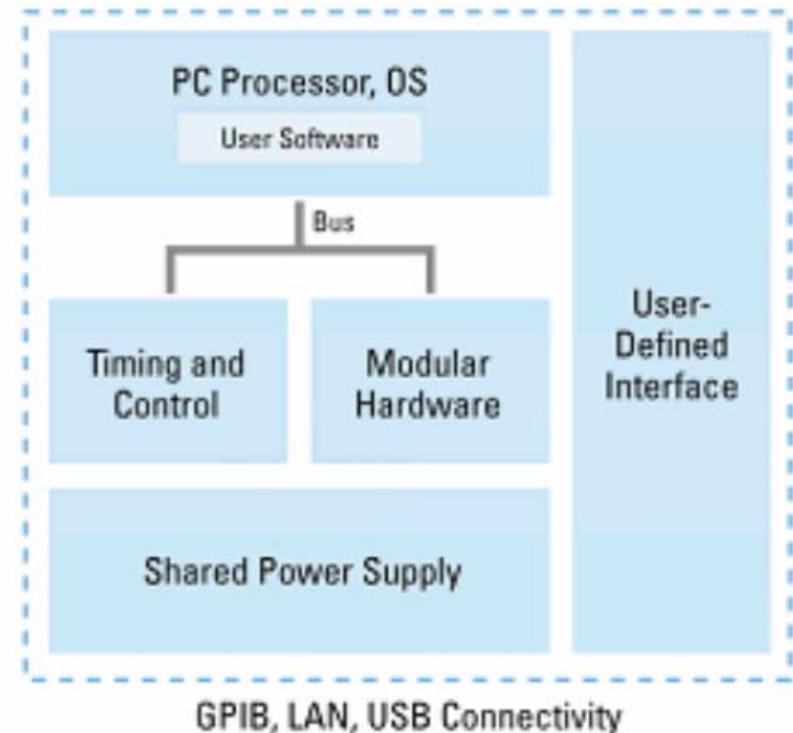 PC Processor, OS
User Software
Bus
Timing and
Control
Modular
Hardware
User-
Defined
Interface
Shared Power Supply
GPIB, LAN, USB Connectivity